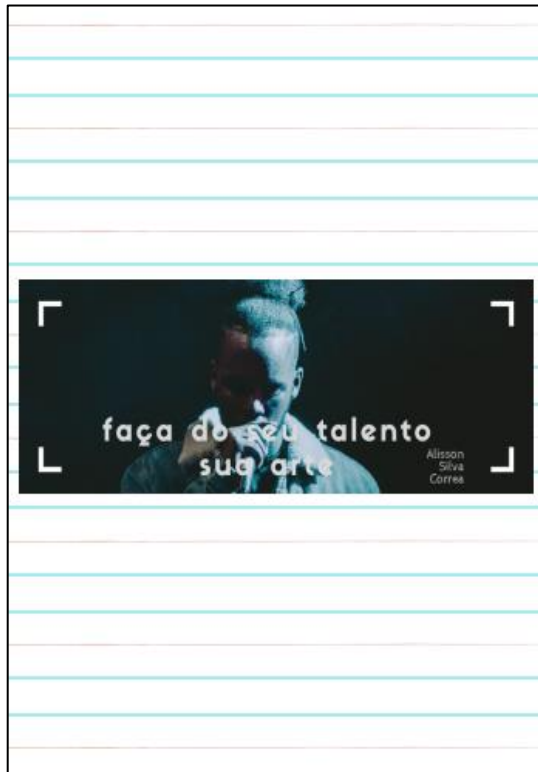 faça do seu talento
sua arte
Alisson
Silva
Correa